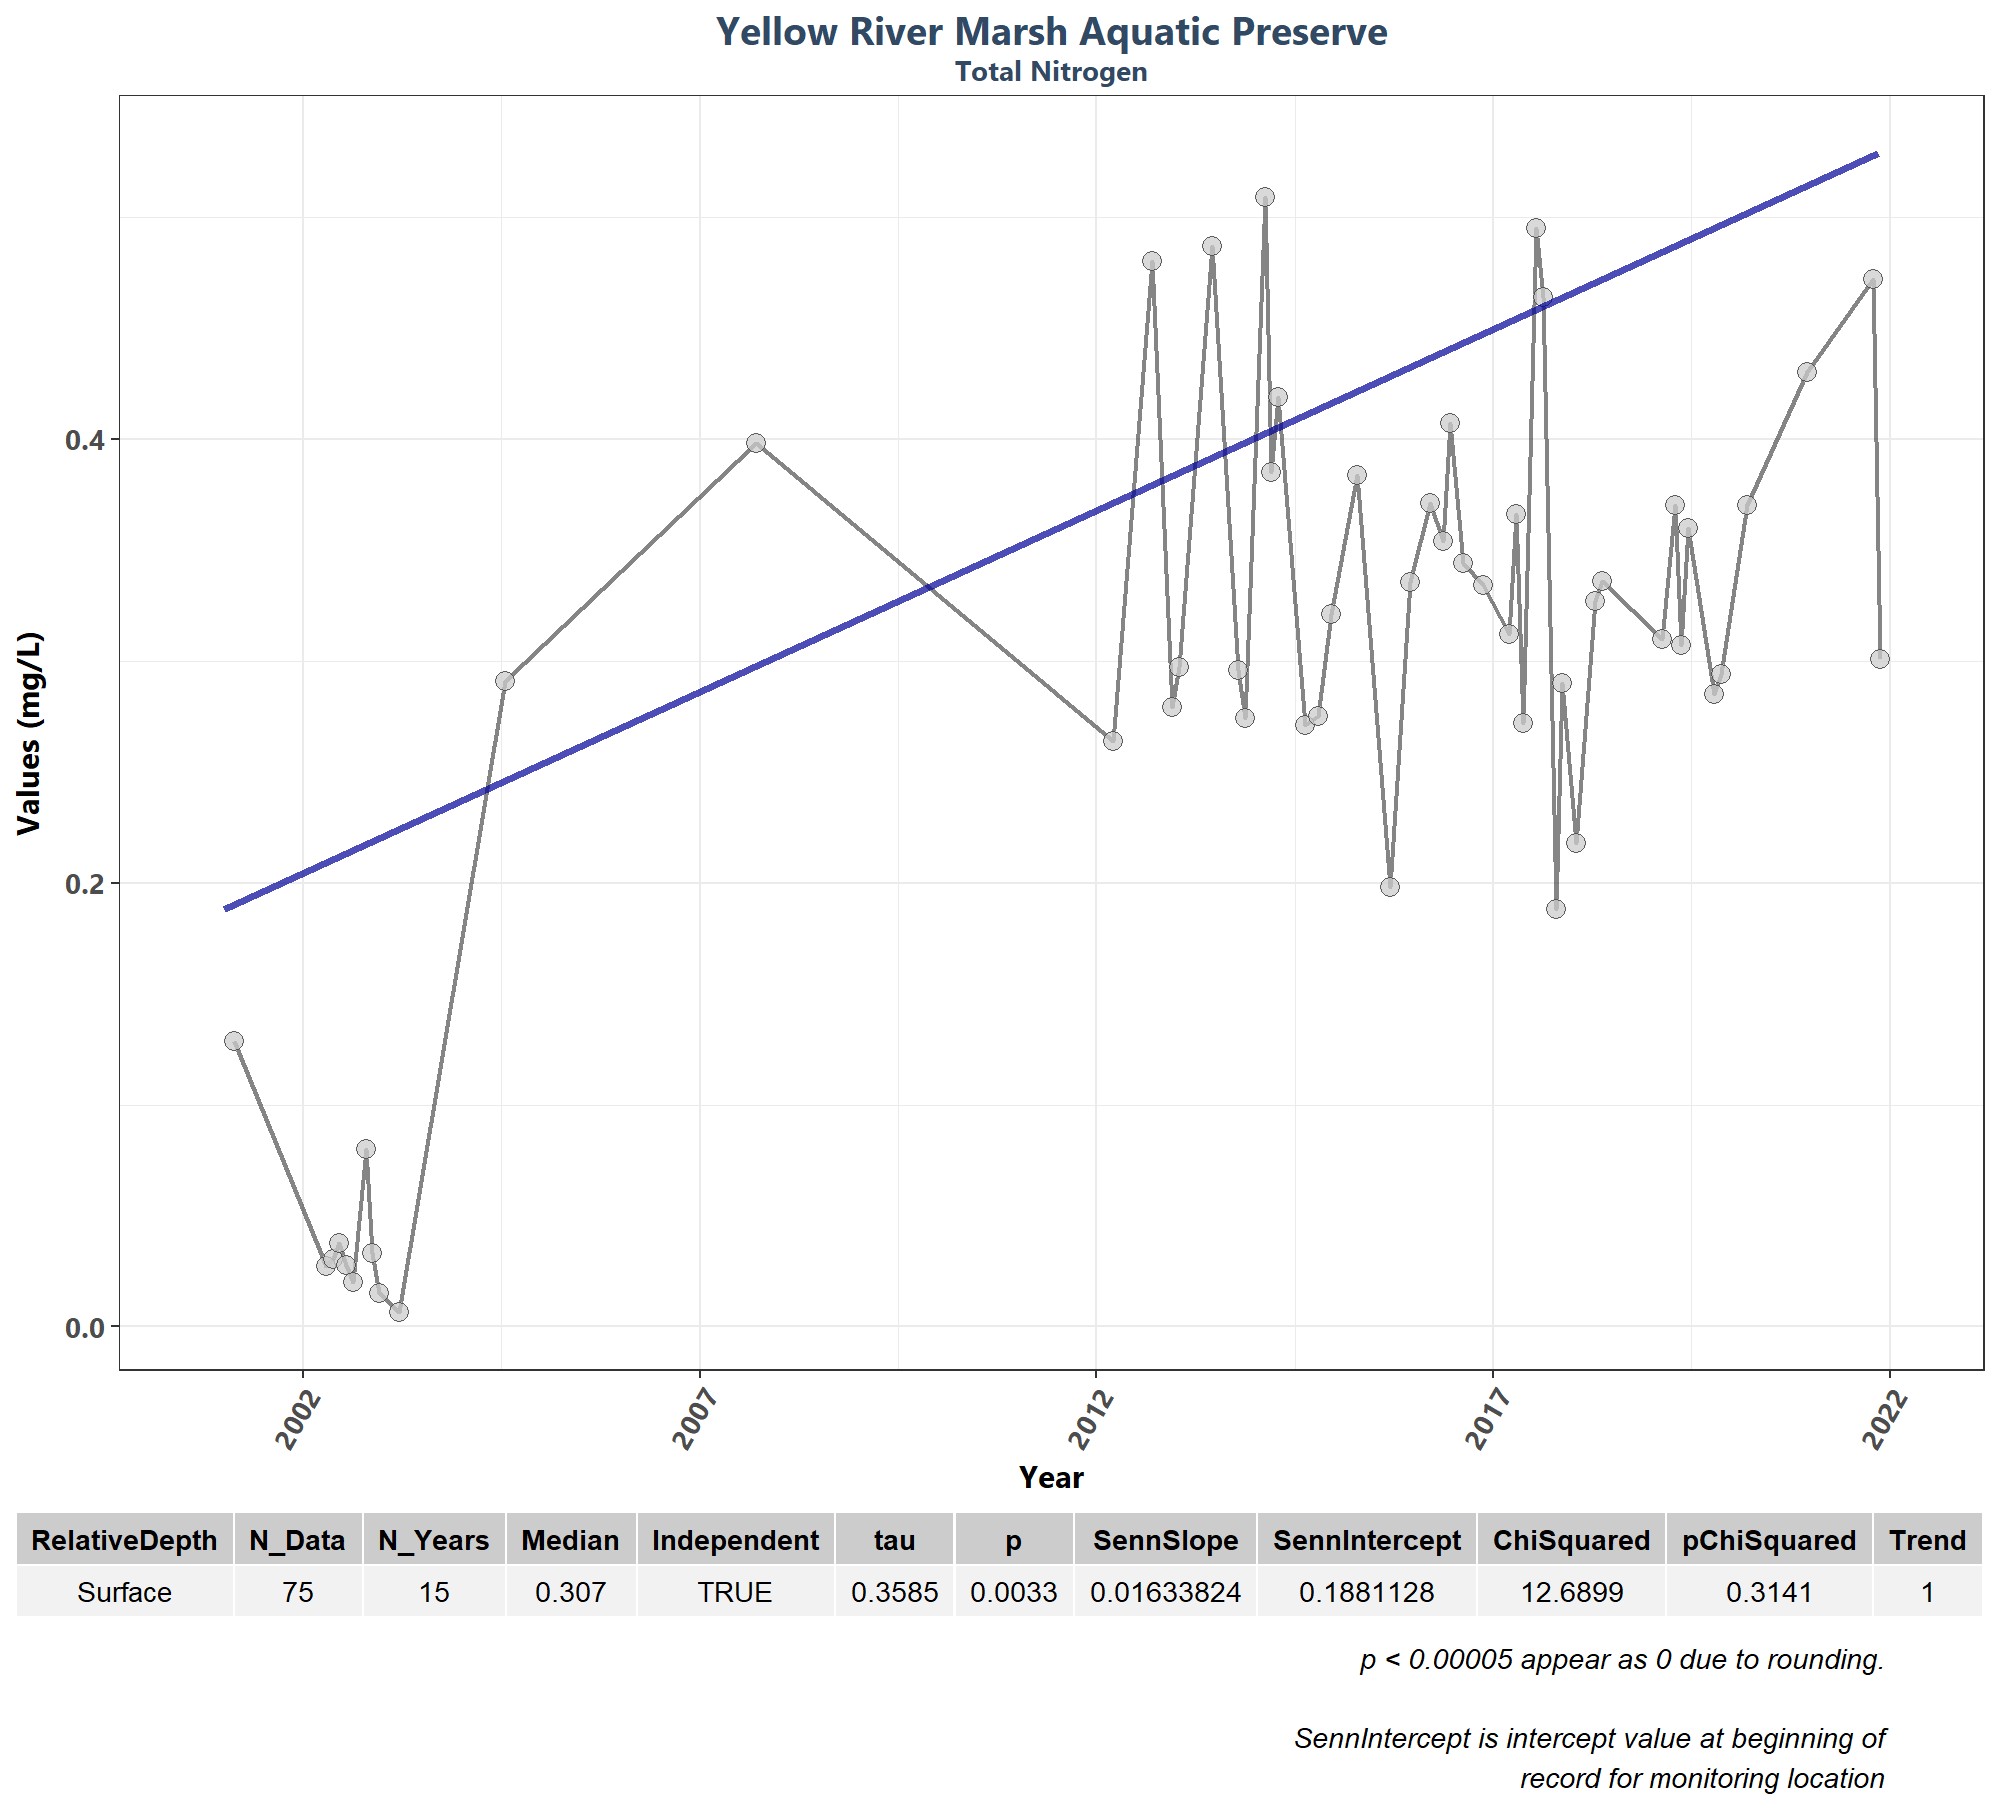 Yellow River Marsh Aquatic Preserve
Total Nitrogen
Values (mg/L)
0.4
0.2
0.0
2002 2007 2012 2017 2022
Year
RelativeDepth N_Data N_Years Median Independent tau p SennSlope SennIntercept ChiSquared pChiSquared Trend
Surface 75 15 0.307 TRUE 0.3585 0.0033 0.01633824 0.1881128 12.6899 0.3141 1
p < 0.00005 appear as 0 due to rounding.
SennIntercept is intercept value at beginning of
record for monitoring location